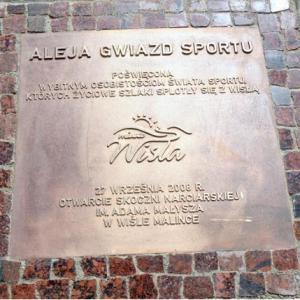 ALEJA GWIAZD SPORTU
POŚWIĘCONA
WYBITNYM OSOBISTOŚCIOM ŚWIATA SPORTU,
KTÓRYCH ŻYCIOWE SZLAKI SPLOTŁY SIĘ Z WISŁĄ
MIASTO
Wisła
27 WRZEŚNIA 2008 R.
OTWARCIE SKOCZNI NARCIARSKIEJ
IM. ADAMA MAŁYSZA
W WIŚLE MALINCE